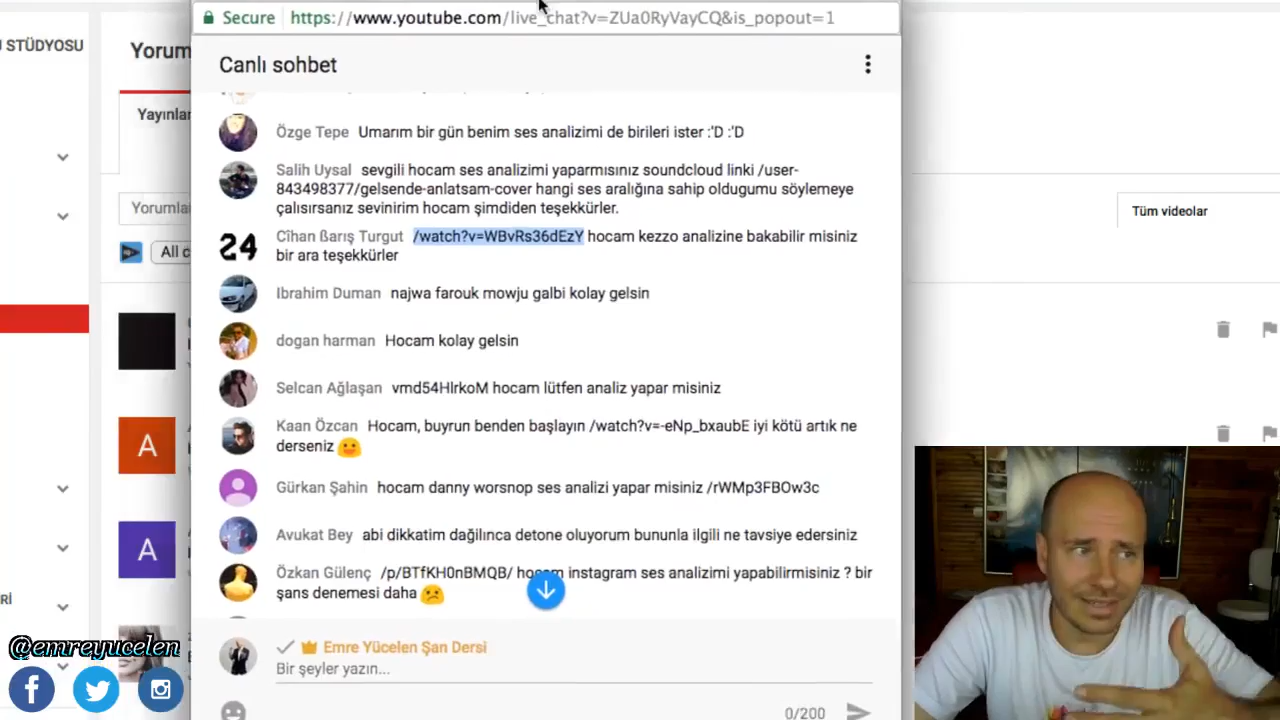 Secure https://www.youtube.com/live_chat?v=ZUa0RyVayCQ&is_popout=1
STÜDYOSU
Yorum
Canlı sohbet
Yayınlar
Özge Tepe Umarım bir gün benim ses analizimi de birileri ister :'D :'D
Salih Uysal sevgili hocam ses analizimi yaparmısınız soundcloud linki /user-
843498377/gelsende-anlatsam-cover hangi ses aralığına sahip oldugumu söylemeye
çalısırsanız sevinirim hocam şimdiden teşekkürler.
Yorumla
Tüm videolar
24
Cîhan ßarış Turgut /watch?v=WBvRs36dEzY hocam kezzo analizine bakabilir misiniz
bir ara teşekkürler
All c
Ibrahim Duman najwa farouk mowju galbi kolay gelsin
dogan harman Hocam kolay gelsin
Selcan Ağlaşan vmd54HlrkoM hocam lütfen analiz yapar misiniz
Kaan Özcan Hocam, buyrun benden başlayın /watch?v=-eNp_bxaubE iyi kötü artık ne
derseniz
A
Gürkan Şahin hocam danny worsnop ses analizi yapar misiniz /rWMp3FBOw3c
Avukat Bey abi dikkatim dağılınca detone oluyorum bununla ilgili ne tavsiye edersiniz
A
Özkan Gülenç /p/BTfKH0nBMQB/ hocam instagram ses analizimi yapabilirmisiniz ? bir
şans denemesi daha
Rİ
@emreyucelen
Emre Yücelen Şan Dersi
Bir şeyler yazın...
0/200